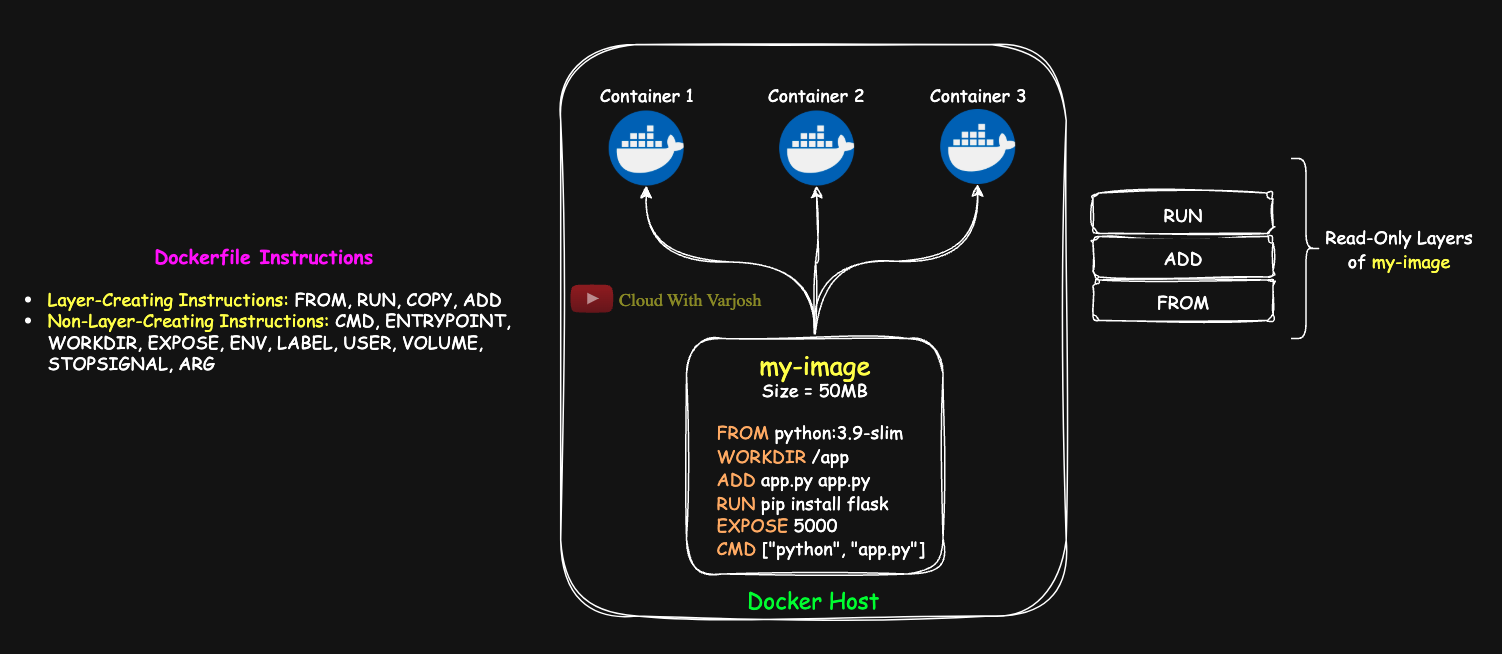 Dockerfile Instructions
• Layer-Creating Instructions: FROM, RUN, COPY, ADD
• Non-Layer-Creating Instructions: CMD, ENTRYPOINT,
WORKDIR, EXPOSE, ENV, LABEL, USER, VOLUME,
STOPSIGNAL, ARG
Container 1
Container 2
Container 3
Cloud With Varjosh
my-image
Size = 50MB
FROM python:3.9-slim
WORKDIR /app
ADD app.py app.py
RUN pip install flask
EXPOSE 5000
CMD ["python", "app.py"]
Docker Host
RUN
ADD
FROM
Read-Only Layers
of my-image